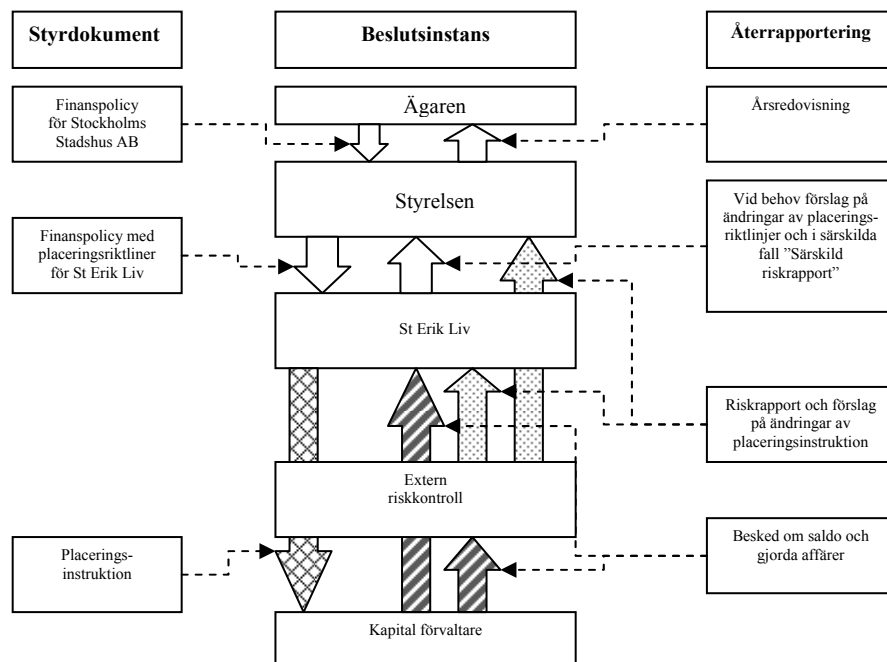 Styrdokument
Beslutsinstans
Återrapportering
Finanspolicy
för Stockholms
Stadshus AB
Ägaren
Årsredovisning
Styrelsen
Finanspolicy med
placeringsriktliner
för St Erik Liv
Vid behov förslag på
ändringar av placerings-
riktlinjer och i särskilda
fall ”Särskild
riskrapport”
St Erik Liv
Riskrapport och förslag
på ändringar av
placeringsinstruktion
Extern
riskkontroll
Placerings-
instruktion
Besked om saldo och
gjorda affärer
Kapital förvaltare